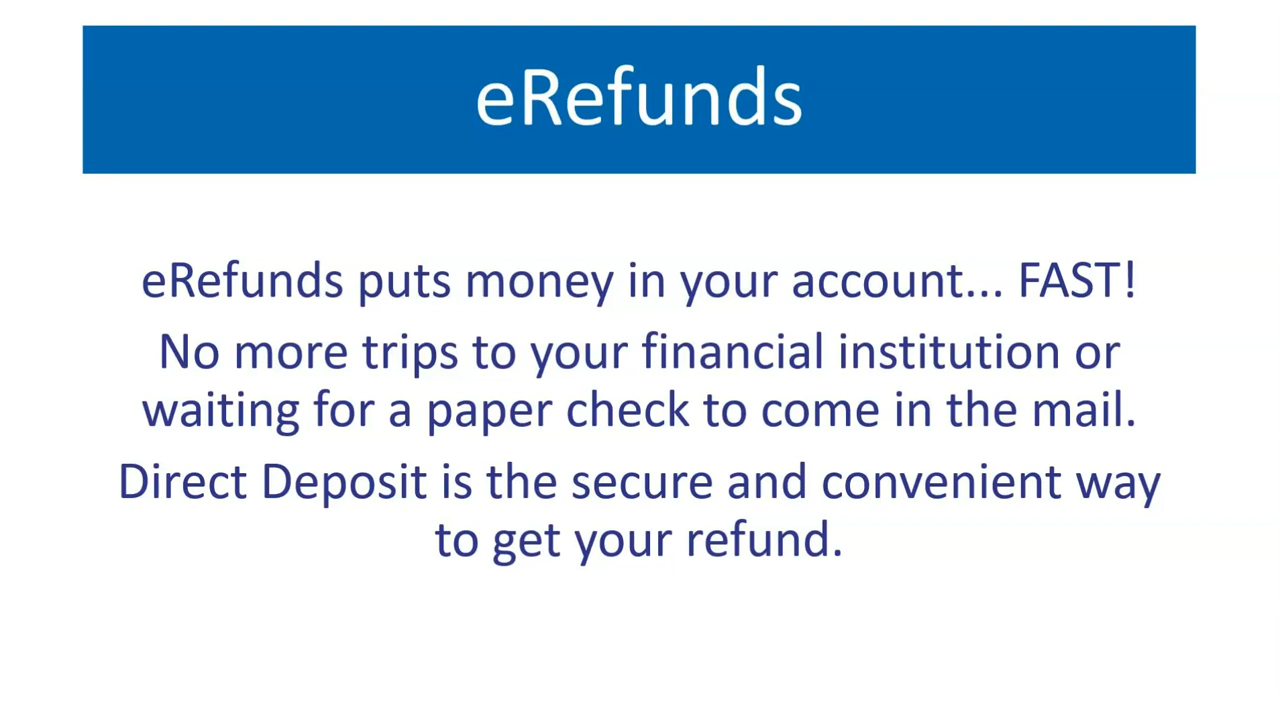 eRefunds
eRefunds puts money in your account... FAST!
No more trips to your financial institution or
waiting for a paper check to come in the mail.
Direct Deposit is the secure and convenient way
to get your refund.